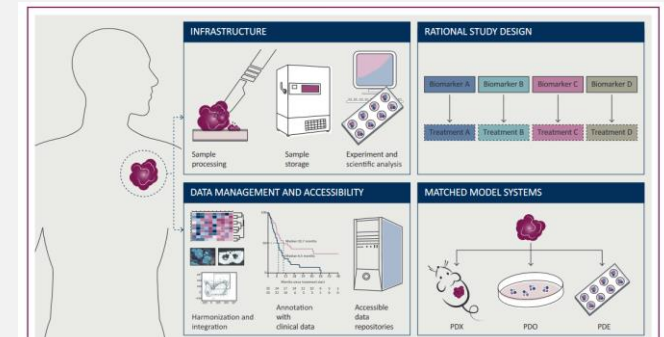 INFRASTRUCTURE
Sample
processing
Sample
storage
Experiment and
scientific analysis
RATIONAL STUDY DESIGN
Biomarker A
Biomarker B
Biomarker C
Biomarker D
Treatment A
Treatment B
Treatment C
Treatment D
DATA MANAGEMENT AND ACCESSIBILITY
Harmonization and
integration
Annotation
with
clinical data
Accessible
data
repositories
MATCHED MODEL SYSTEMS
PDX
PDO
PDE